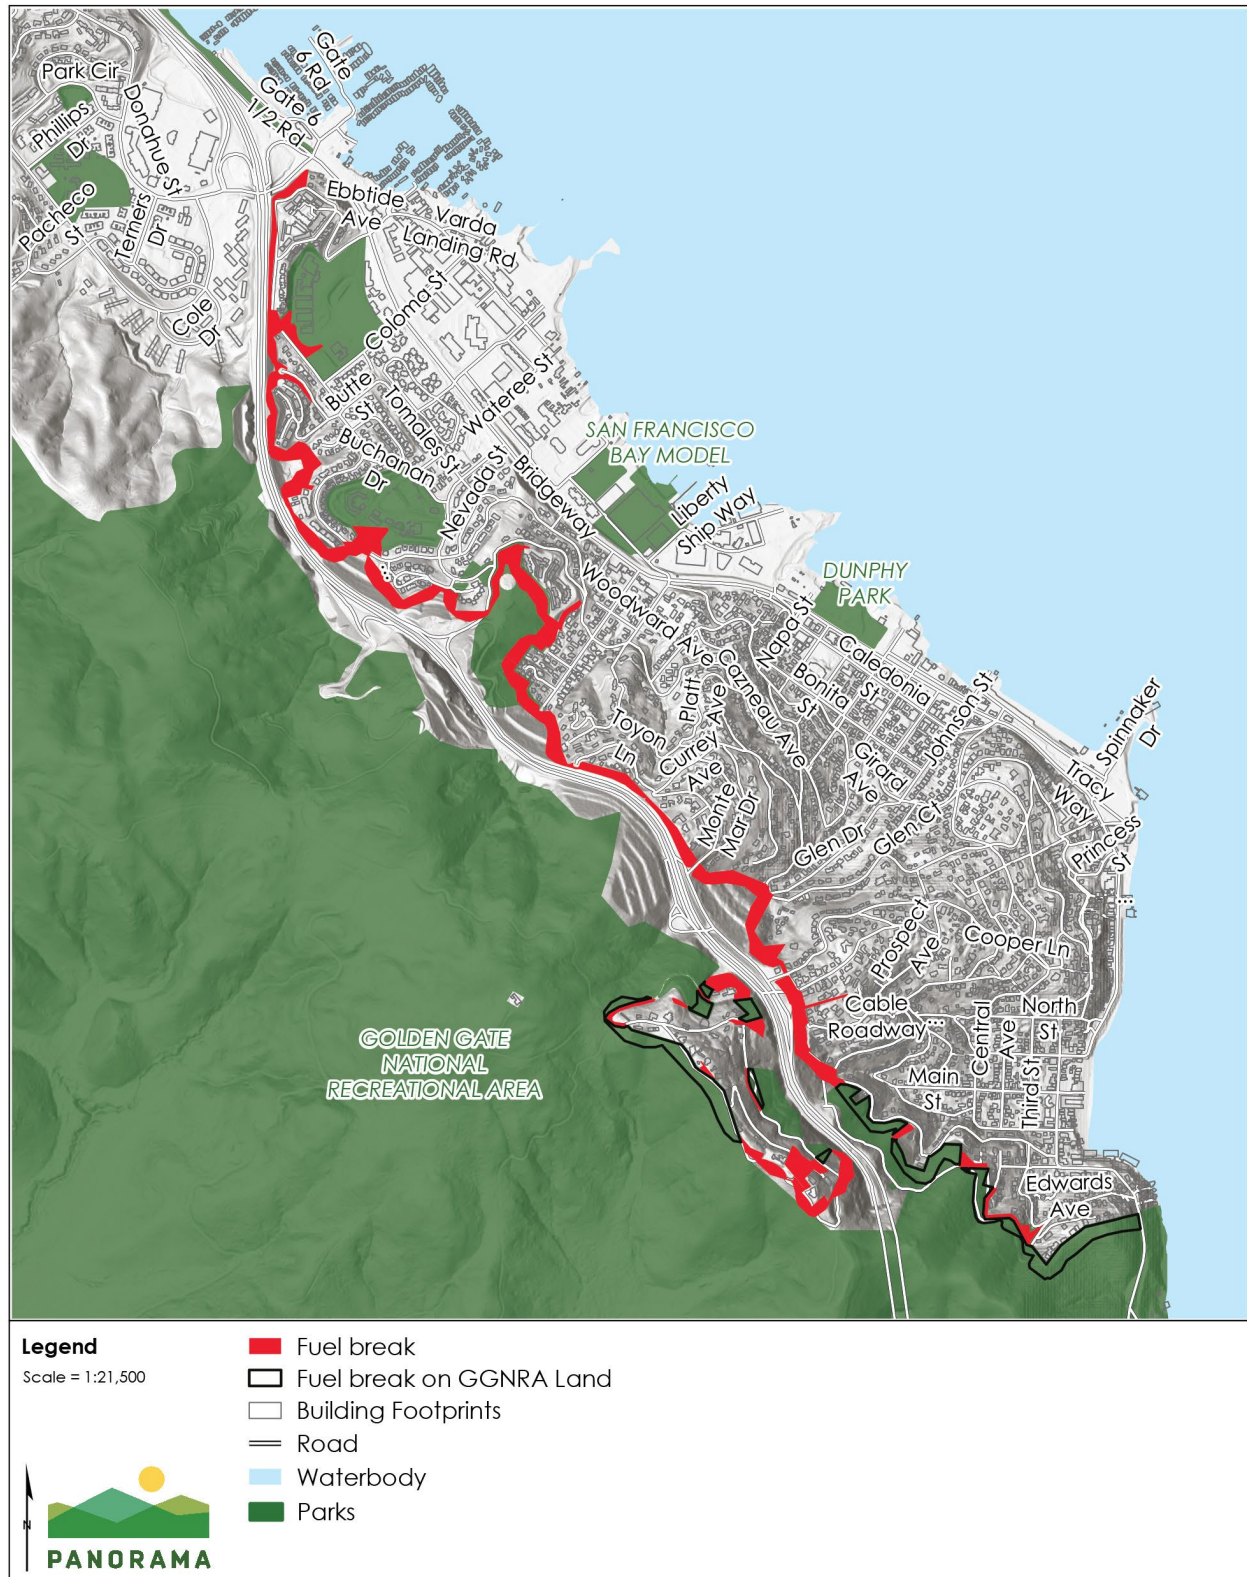 Gate
6 Rd
Gate 6
1/2 Rd
Park Cir
Phillips
Dr
Donahue St
Pacheco
St
Terners
Dr
Cole
Dr
Ebbtide
Ave
Varda
Landing Rd
Coloma St
Butte
St
Tomales St
Wateree St
Buchanan
Dr
Nevada St
Bridgeway
SAN FRANCISCO
BAY MODEL
Liberty
Ship Way
...
DUNPHY
PARK
Woodward Ave
Napa St
Caledonia
St
Bonita
St
Cazneau Ave
Platt
Ave
Toyon
Ln
Currey
Ave
Johnson St
Girard
Ave
Spinnaker
Dr
Tracy
Way
Monte
Mar Dr
Glen Dr
Glen Ct
Princess
St
...
Prospect
Ave
Cooper Ln
Cable
Roadway
...
Central
Ave
North
St
GOLDEN GATE
NATIONAL
RECREATIONAL AREA
Main
St
Third St
Edwards
Ave
Legend
Scale = 1:21,500
Fuel break
Fuel break on GGNRA Land
Building Footprints
Road
Waterbody
Parks
N
PANORAMA